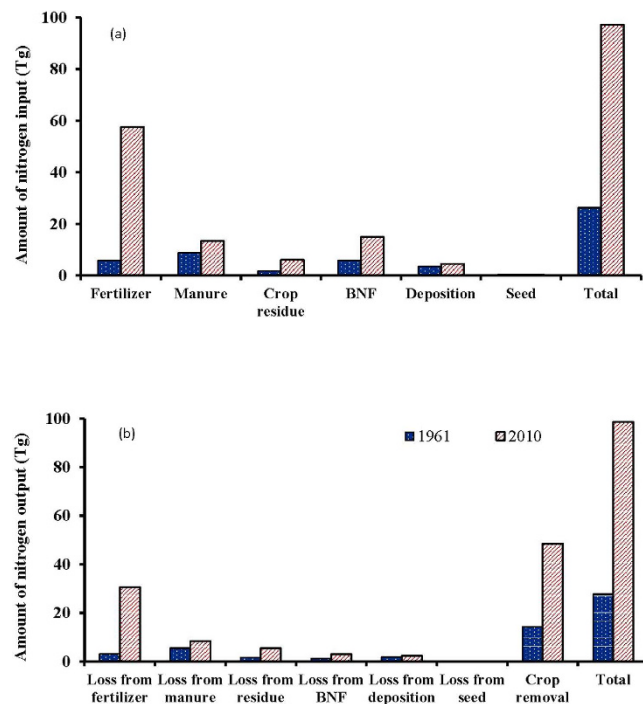 (a)
Amount of nitrogen input (Tg)
100
80
60
40
20
0
Fertilizer Manure Crop BNF Deposition Seed Total
residue
(b)
1961 2010
Amount of nitrogen output (Tg)
100
80
60
40
20
0
Loss from Loss from Loss from Loss from Loss from Loss from Crop Total
fertilizer manure residue BNF deposition seed removal